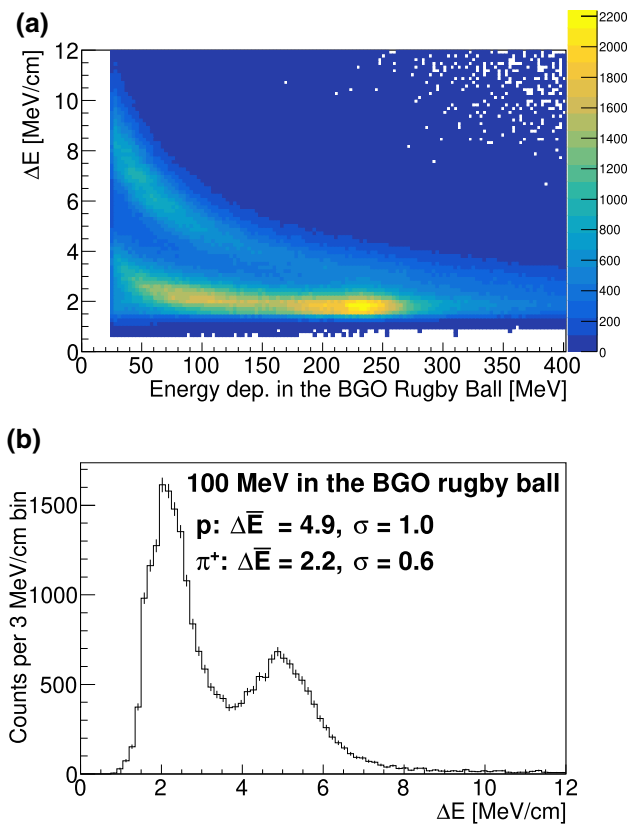 (a)
ΔE [MeV/cm]
12
10
8
6
4
2
0
0 50 100 150 200 250 300 350 400
Energy dep. in the BGO Rugby Ball [MeV]
2200
2000
1800
1600
1400
1200
1000
800
600
400
200
0
(b)
Counts per 3 MeV/cm bin
1500
1000
500
0
100 MeV in the BGO rugby ball
p: ΔE̅ = 4.9, σ = 1.0
π⁺: ΔE̅ = 2.2, σ = 0.6
0 2 4 6 8 10 12
ΔE [MeV/cm]